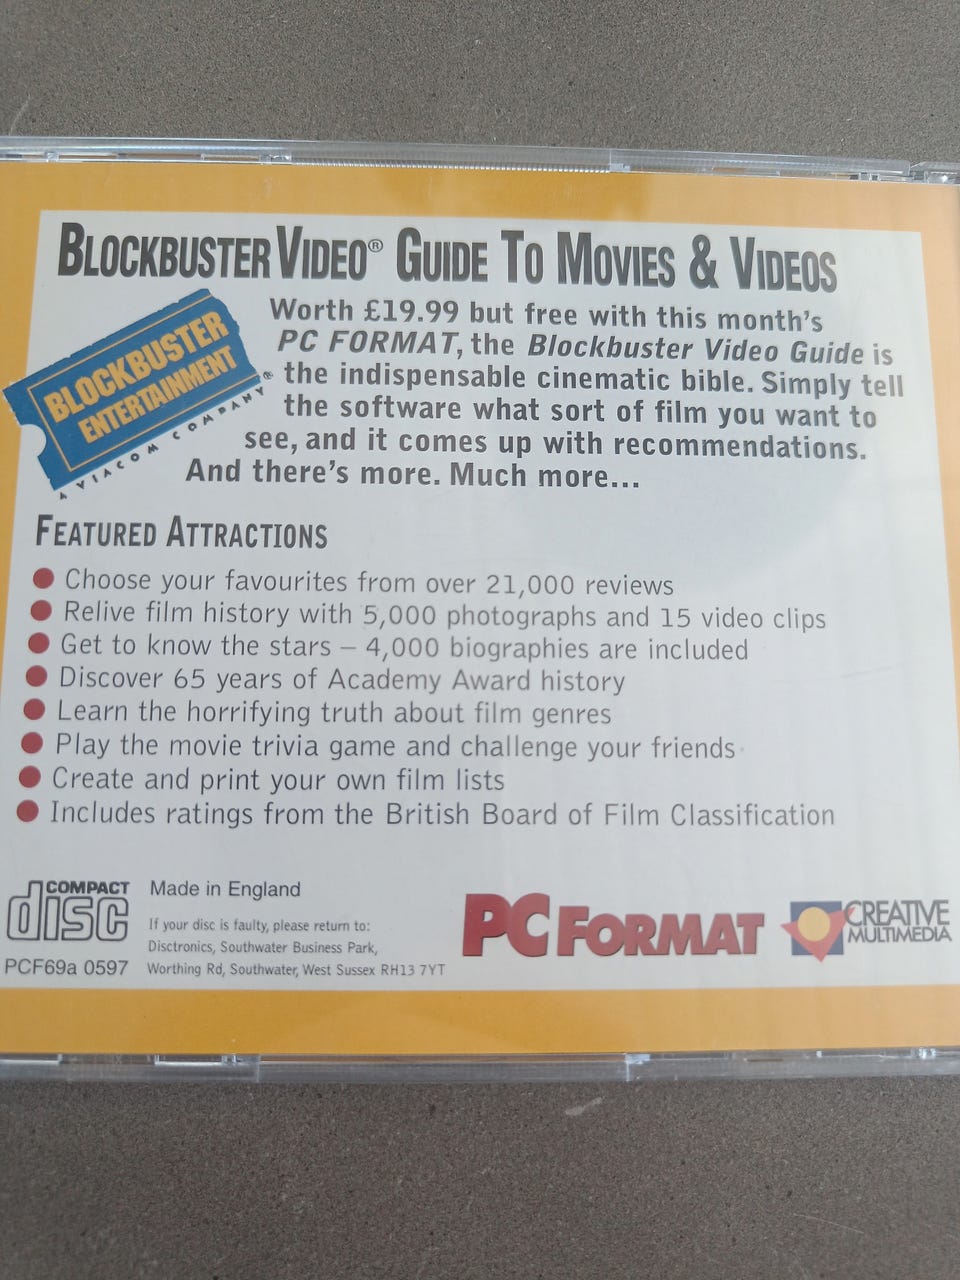 BLOCKBUSTER VIDEO® GUIDE TO MOVIES & VIDEOS
Worth £19.99 but free with this month's
PC FORMAT, the Blockbuster Video Guide is
the indispensable cinematic bible. Simply tell
the software what sort of film you want to
see, and it comes up with recommendations.
And there's more. Much more...
BLOCKBUSTER
ENTERTAINMENT®
A VIACOM COMPANY
FEATURED ATTRACTIONS
● Choose your favourites from over 21,000 reviews
● Relive film history with 5,000 photographs and 15 video clips
● Get to know the stars – 4,000 biographies are included
● Discover 65 years of Academy Award history
● Learn the horrifying truth about film genres
● Play the movie trivia game and challenge your friends
● Create and print your own film lists
● Includes ratings from the British Board of Film Classification
COMPACT
disc
PCF69a 0597
Made in England
If your disc is faulty, please return to:
Disctronics, Southwater Business Park,
Worthing Rd, Southwater, West Sussex RH13 7YT
PC FORMAT
CREATIVE
MULTIMEDIA